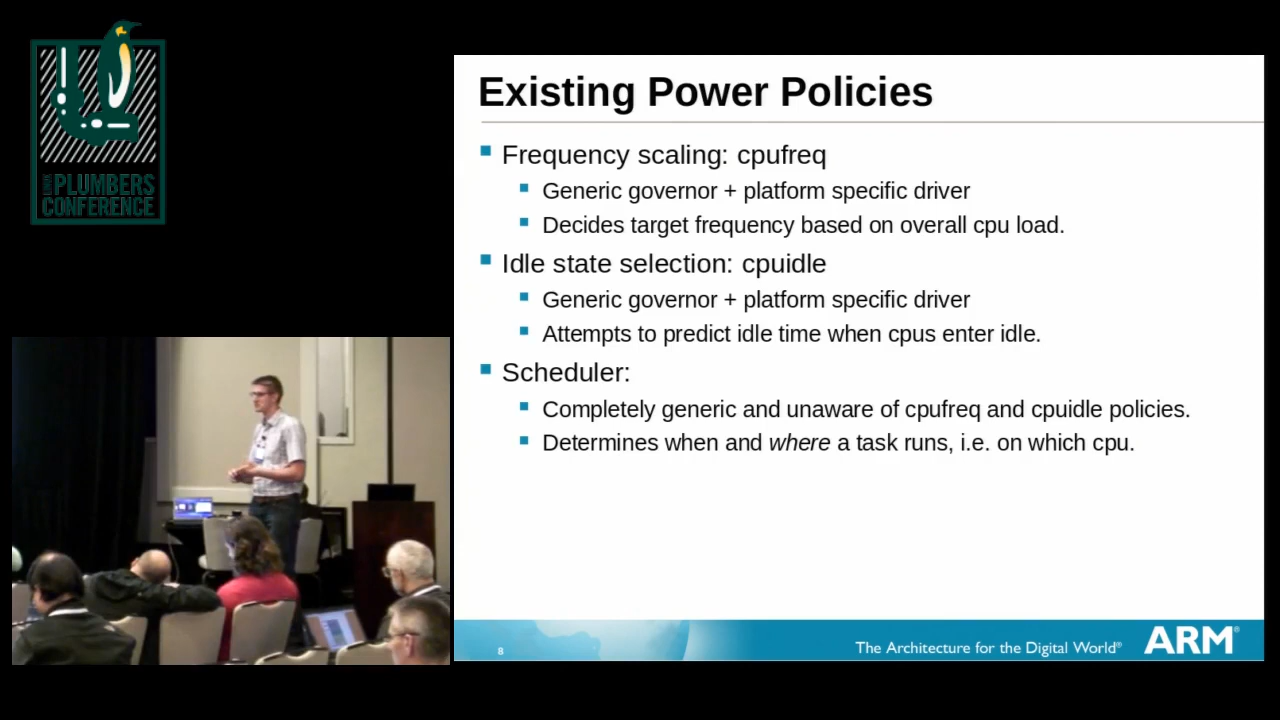 LINUX
PLUMBERS
CONFERENCE
Existing Power Policies
Frequency scaling: cpufreq
Generic governor + platform specific driver
Decides target frequency based on overall cpu load.
Idle state selection: cpuidle
Generic governor + platform specific driver
Attempts to predict idle time when cpus enter idle.
Scheduler:
Completely generic and unaware of cpufreq and cpuidle policies.
Determines when and where a task runs, i.e. on which cpu.
8
The Architecture for the Digital World®
ARM®